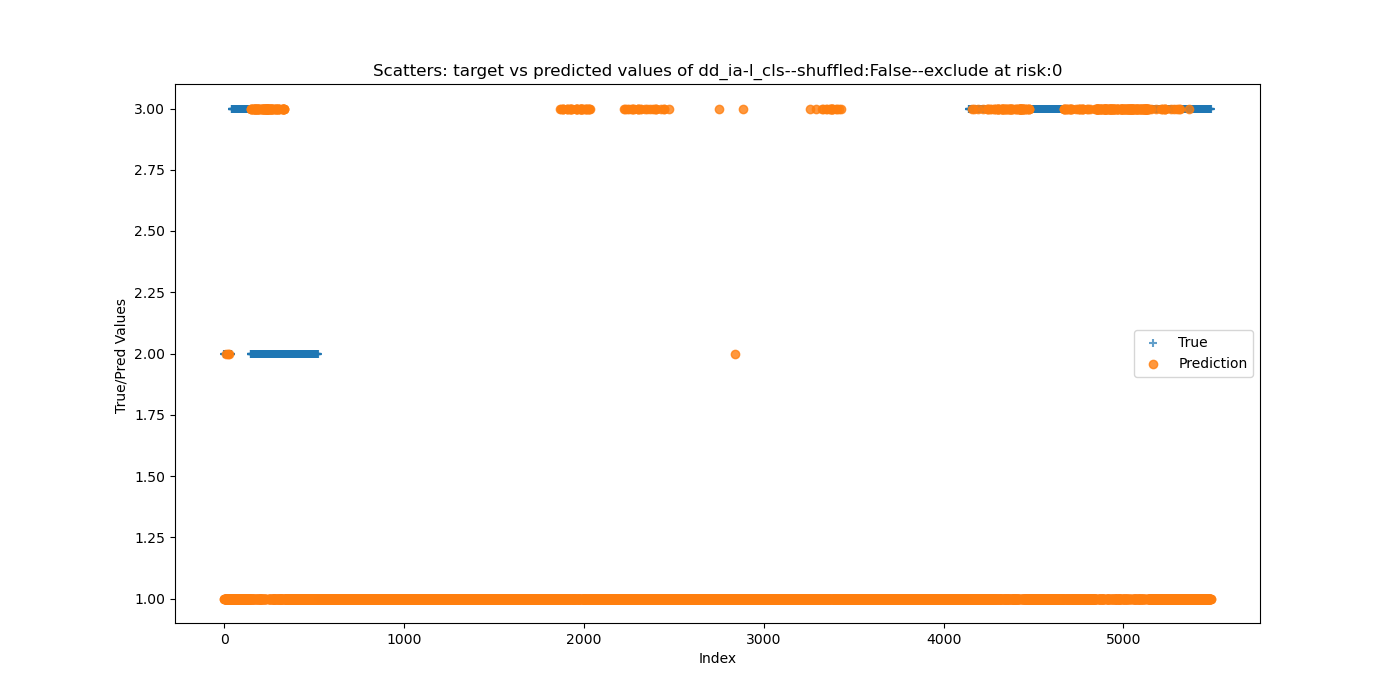 Scatters: target vs predicted values of dd_ia-l_cls--shuffled:False--exclude at risk:0
True/Pred Values
3.00
2.75
2.50
2.25
2.00
1.75
1.50
1.25
1.00
True
Prediction
0 1000 2000 3000 4000 5000
Index